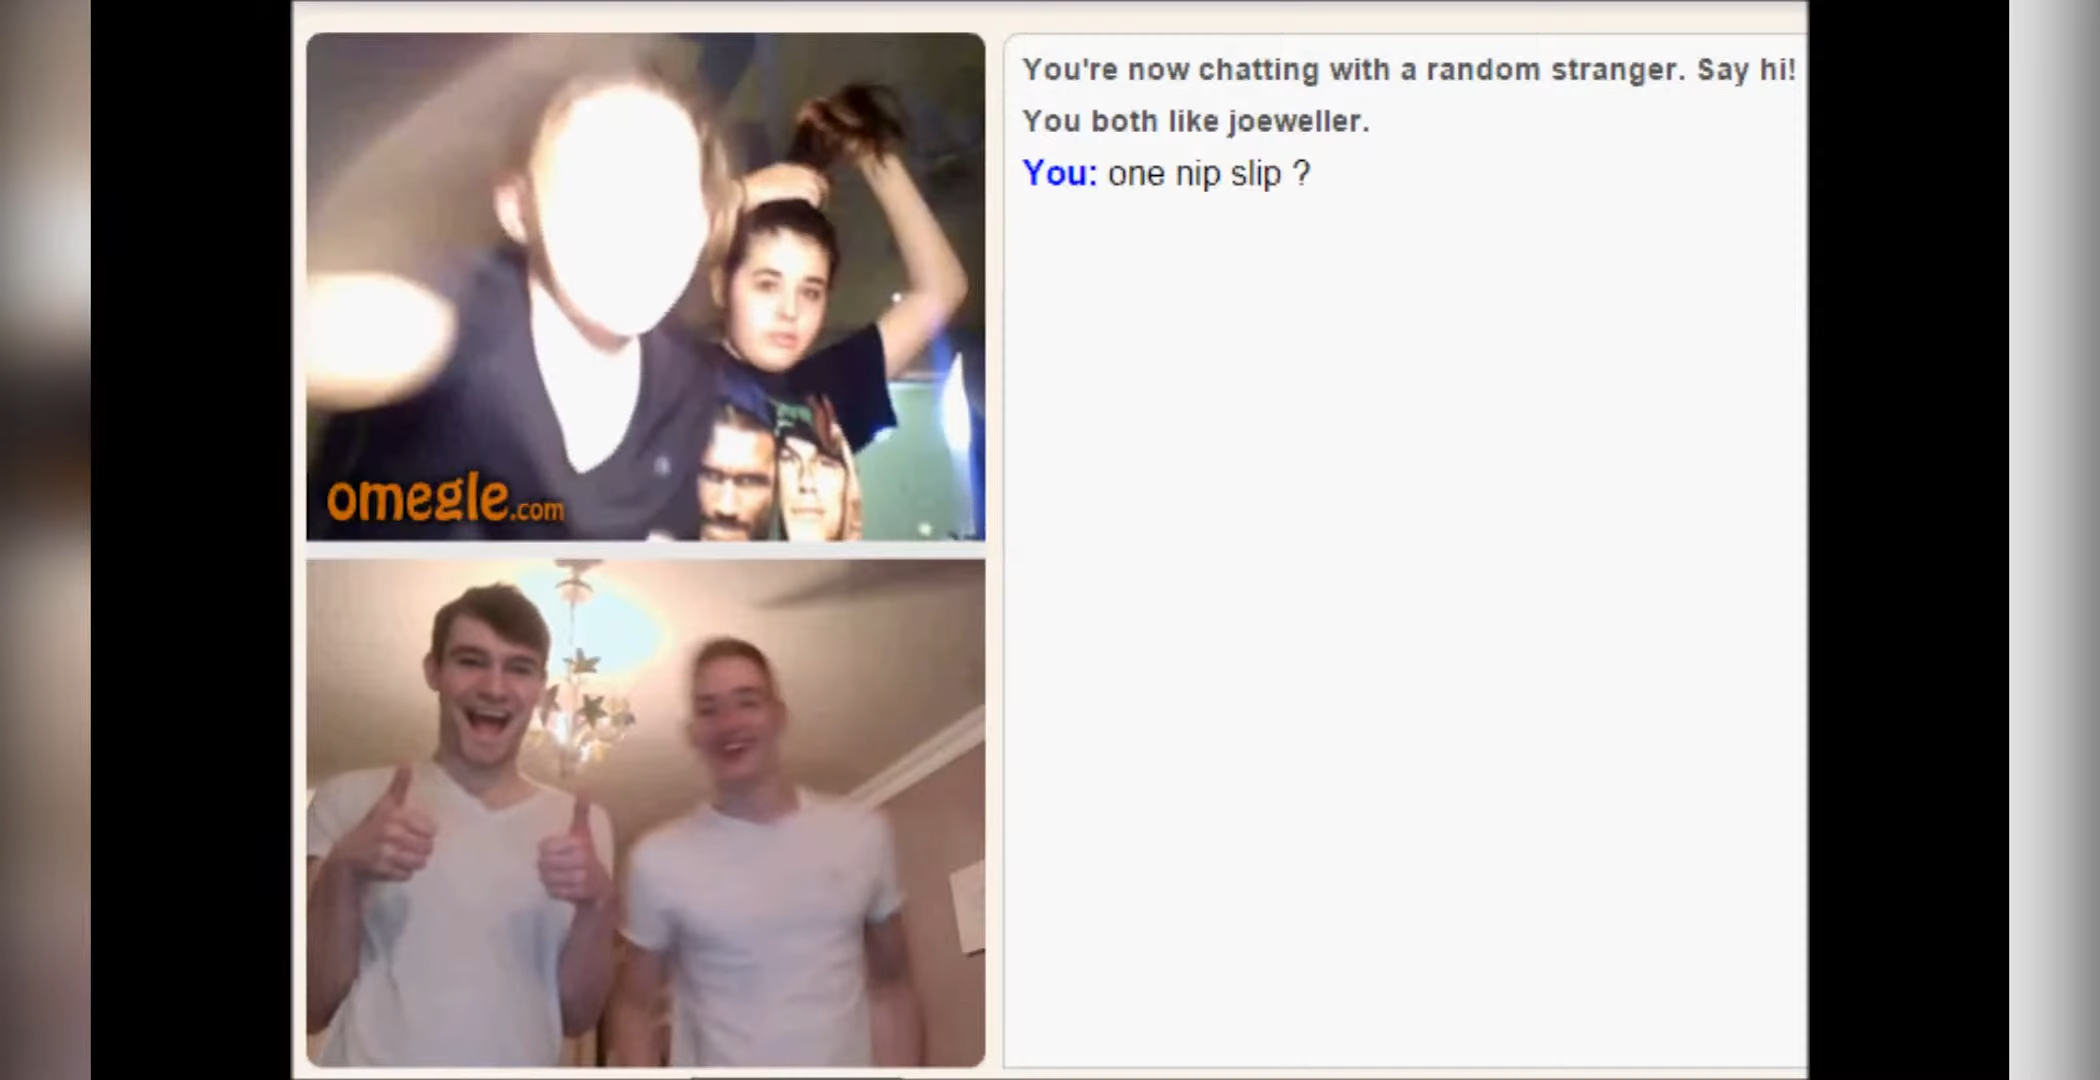 You're now chatting with a random stranger. Say hi!
You both like joeweller.
You: one nip slip ?
omegle.com